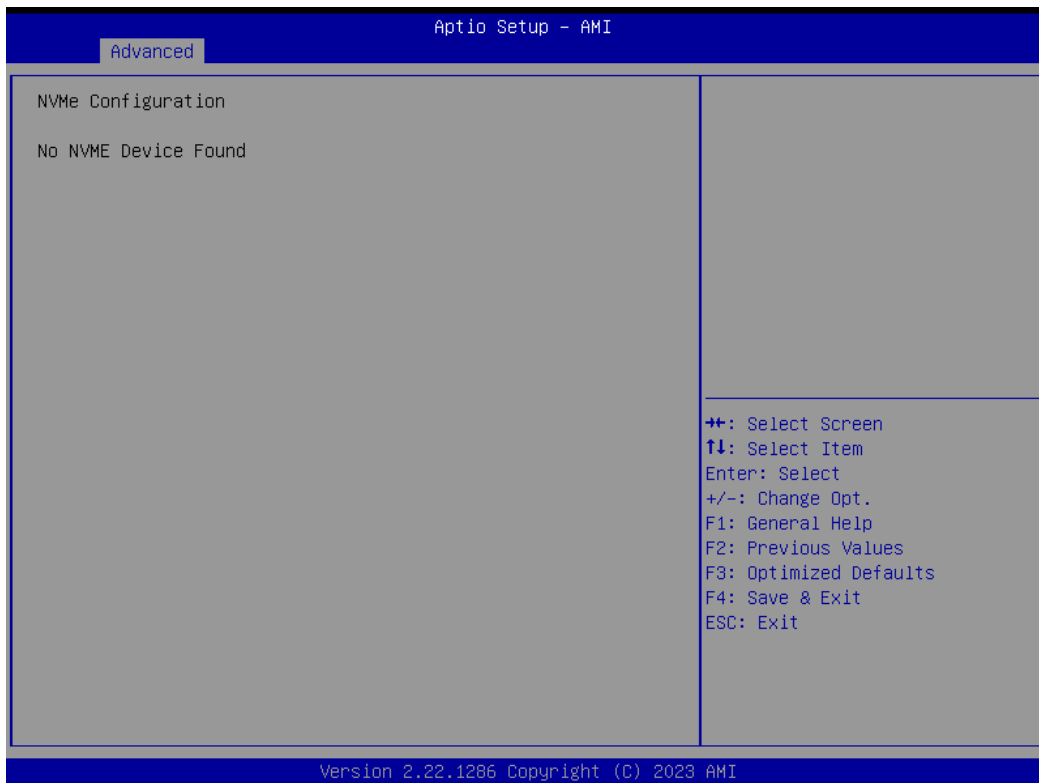 Aptio Setup – AMI
Advanced
NVMe Configuration
No NVME Device Found
→←: Select Screen
↑↓: Select Item
Enter: Select
+/-: Change Opt.
F1: General Help
F2: Previous Values
F3: Optimized Defaults
F4: Save & Exit
ESC: Exit
Version 2.22.1286 Copyright (C) 2023 AMI